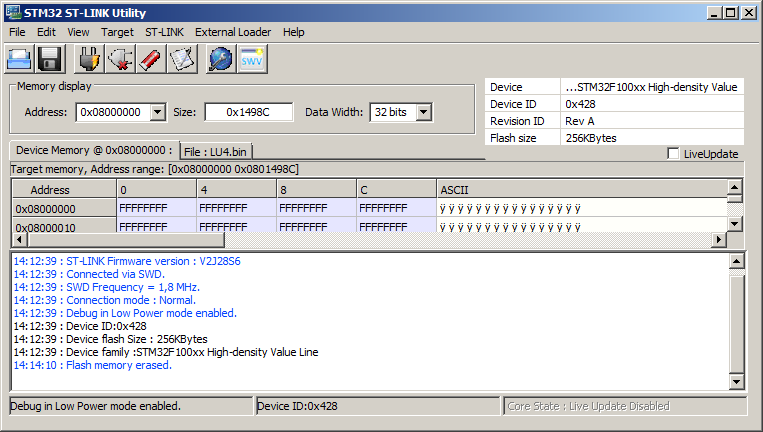 STM32 ST-LINK Utility
File Edit View Target ST-LINK External Loader Help
SWV
Memory display
Address: 0x08000000 Size: 0x1498C Data Width: 32 bits
Device ...STM32F100xx High-density Value
Device ID 0x428
Revision ID Rev A
Flash size 256KBytes
LiveUpdate
Device Memory @ 0x08000000 : File : LU4.bin
Target memory, Address range: [0x08000000 0x0801498C]
Address 0 4 8 C ASCII
0x08000000 FFFFFFFF FFFFFFFF FFFFFFFF FFFFFFFF ÿ ÿ ÿ ÿ ÿ ÿ ÿ ÿ ÿ ÿ ÿ ÿ ÿ ÿ ÿ ÿ
0x08000010 FFFFFFFF FFFFFFFF FFFFFFFF FFFFFFFF ÿ ÿ ÿ ÿ ÿ ÿ ÿ ÿ ÿ ÿ ÿ ÿ ÿ ÿ ÿ ÿ
14:12:39 : ST-LINK Firmware version : V2J28S6
14:12:39 : Connected via SWD.
14:12:39 : SWD Frequency = 1,8 MHz.
14:12:39 : Connection mode : Normal.
14:12:39 : Debug in Low Power mode enabled.
14:12:39 : Device ID:0x428
14:12:39 : Device flash Size : 256KBytes
14:12:39 : Device family :STM32F100xx High-density Value Line
14:14:10 : Flash memory erased.
Debug in Low Power mode enabled. Device ID:0x428 Core State : Live Update Disabled